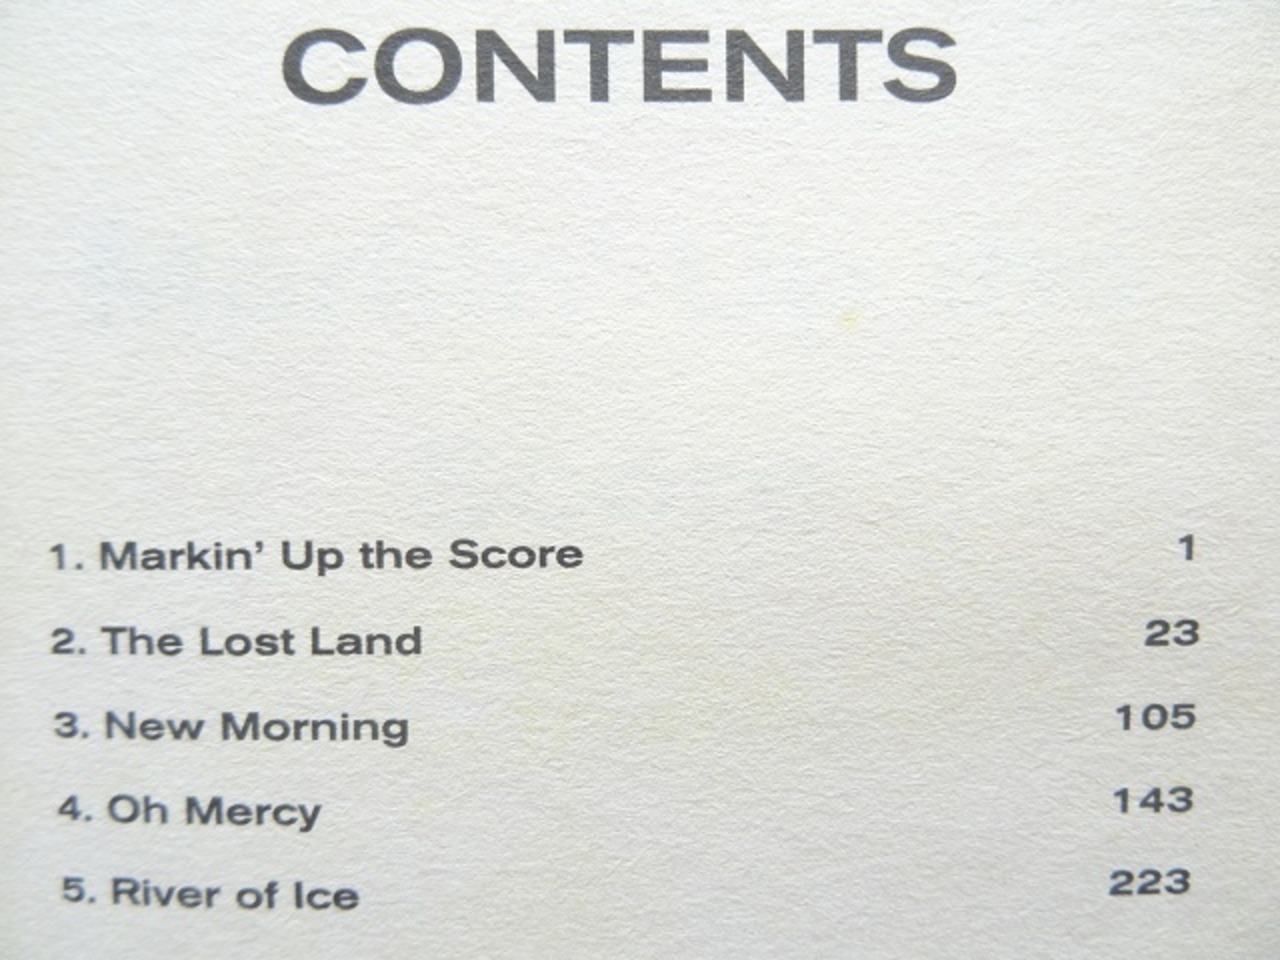 CONTENTS
1. Markin’ Up the Score 1
2. The Lost Land 23
3. New Morning 105
4. Oh Mercy 143
5. River of Ice 223